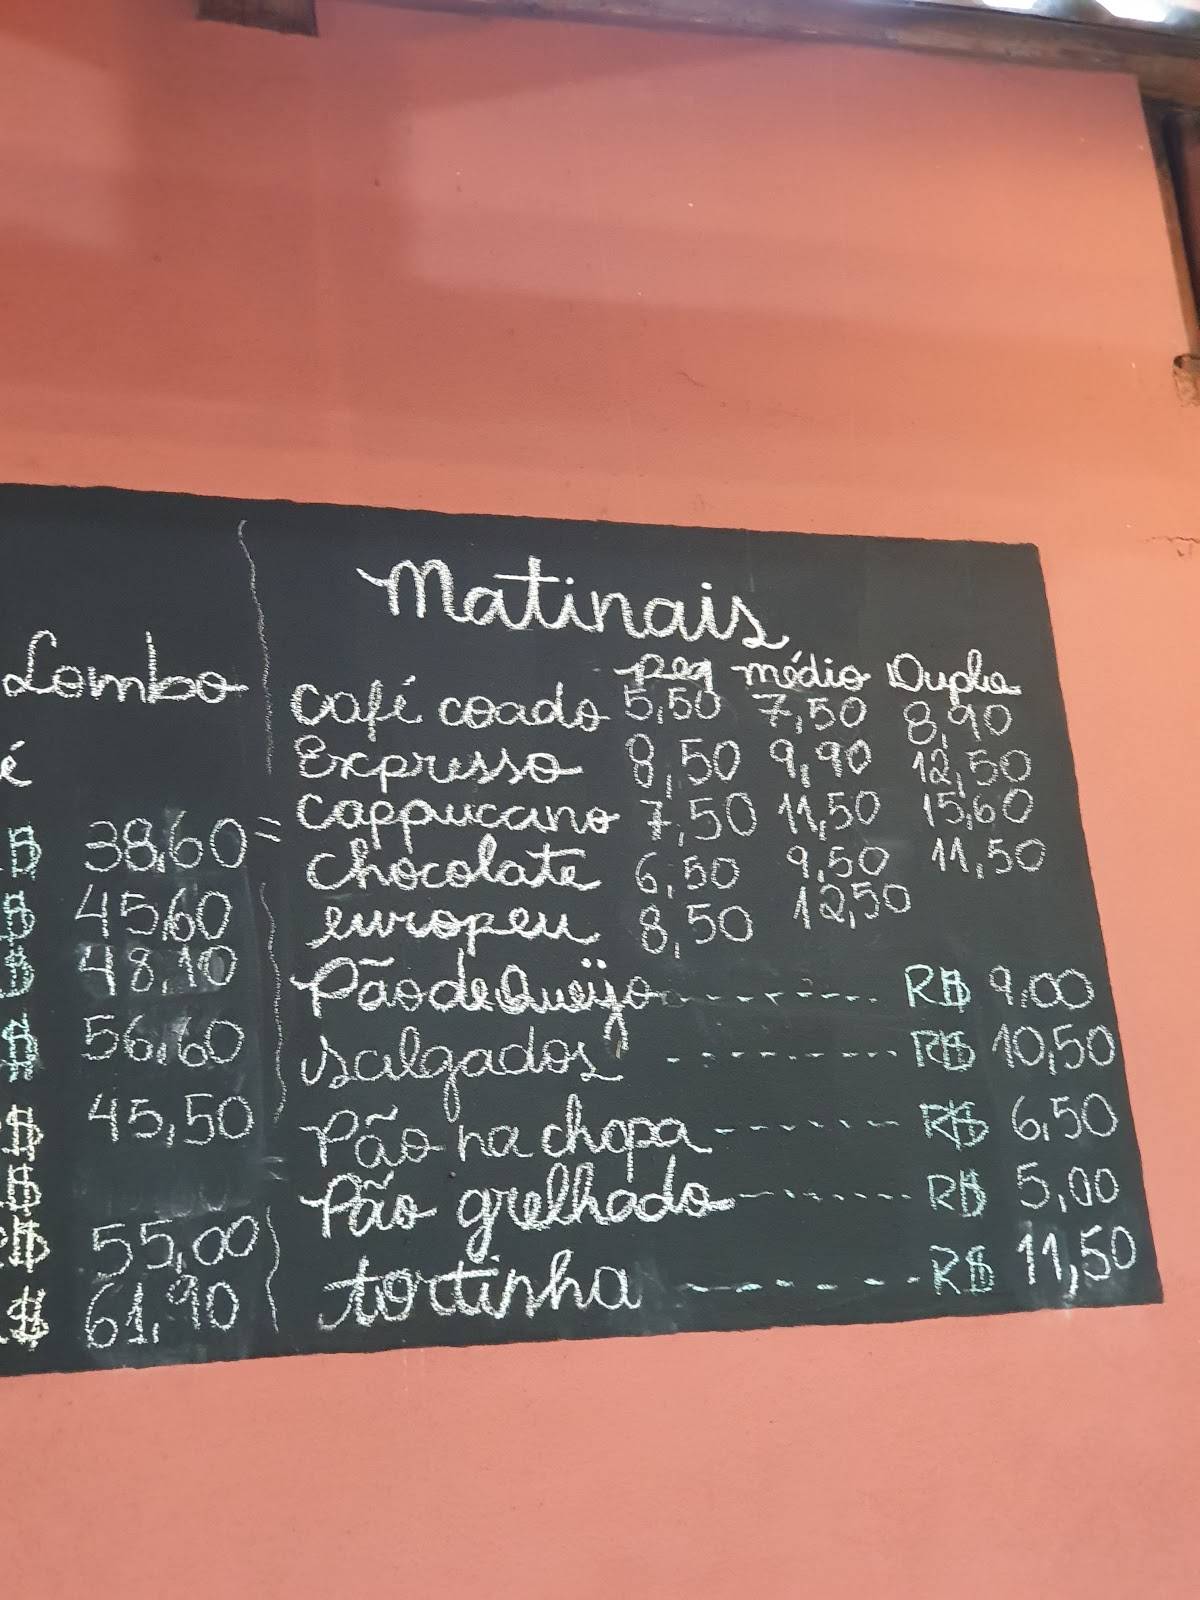 Lombo
é
38,60
45,60
48,10
56,60
45,50
55,00
$ 61,90
Matinais
peq médio Dupla
Café coado 5,50 7,50 8,90
Expresso 8,50 9,90 12,50
Cappuccino 7,50 11,50 15,60
chocolate 6,50 9,50 11,50
europeu 8,50 12,50
Pão de Queijo -------- R$ 9,00
salgados -------- R$ 10,50
Pão na chapa ------- R$ 6,50
Pão grelhado ------- R$ 5,00
tortinha ------- R$ 11,50